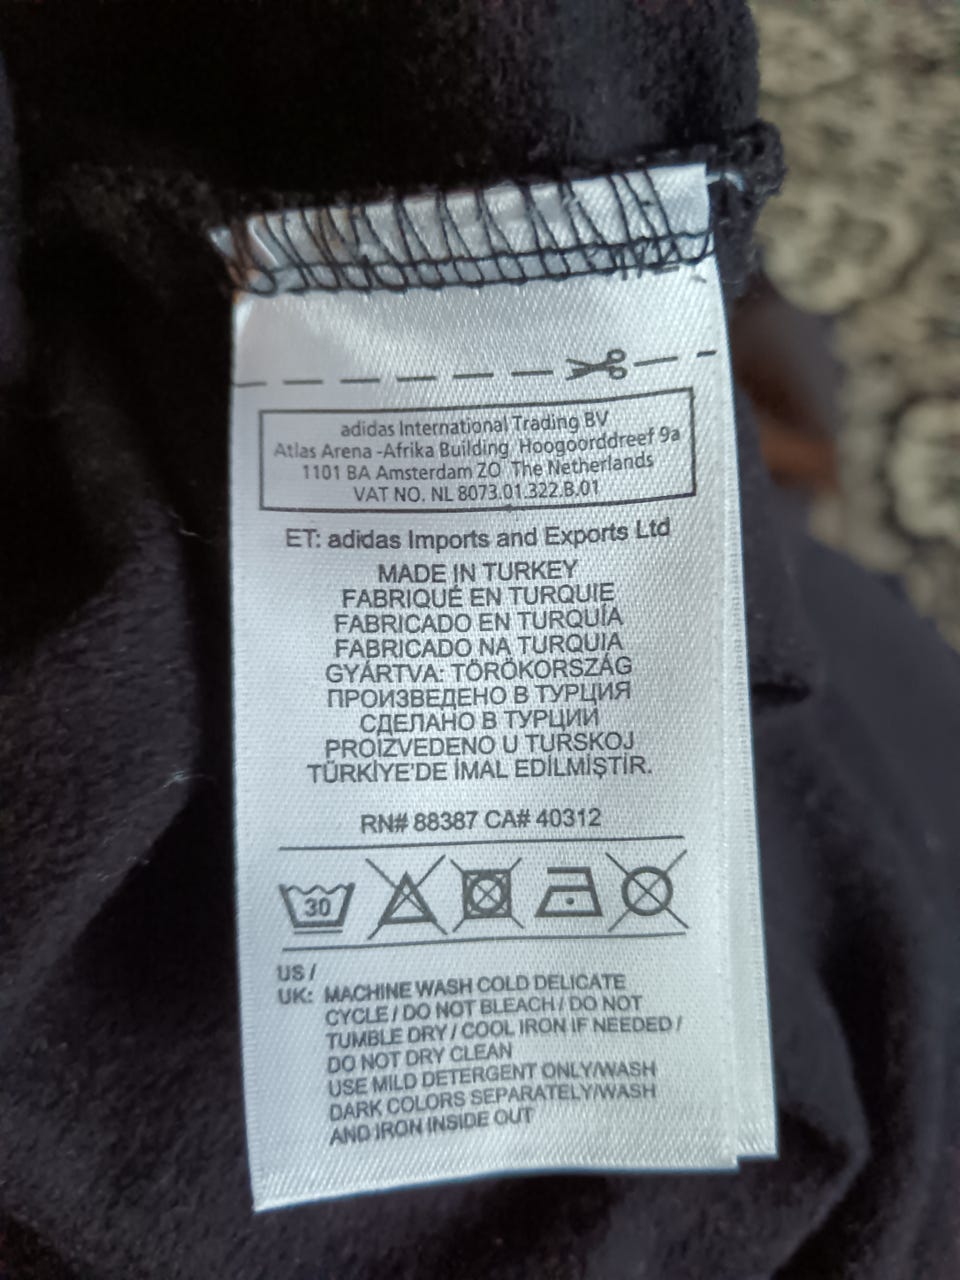 adidas International Trading BV
Atlas Arena -Afrika Building Hoogoorddreef 9a
1101 BA Amsterdam ZO The Netherlands
VAT NO. NL 8073.01.322.B.01
ET: adidas Imports and Exports Ltd
MADE IN TURKEY
FABRIQUÉ EN TURQUIE
FABRICADO EN TURQUÍA
FABRICADO NA TURQUIA
GYÁRTVA: TÖRÖKORSZÁG
ПРОИЗВЕДЕНО В ТУРЦИЯ
СДЕЛАНО В ТУРЦИИ
PROIZVEDENO U TURSKOJ
TÜRKİYE'DE İMAL EDİLMİŞTİR.
RN# 88387 CA# 40312
30
US /
UK: MACHINE WASH COLD DELICATE
CYCLE / DO NOT BLEACH / DO NOT
TUMBLE DRY / COOL IRON IF NEEDED /
DO NOT DRY CLEAN
USE MILD DETERGENT ONLY/WASH
DARK COLORS SEPARATELY/WASH
AND IRON INSIDE OUT